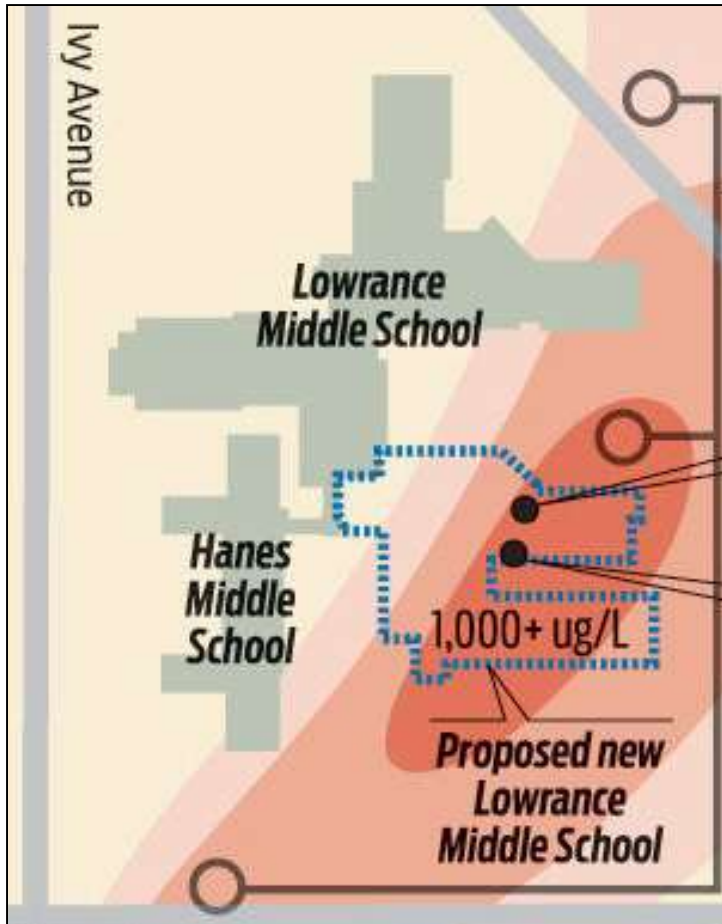 Ivy Avenue
Lowrance
Middle School
Hanes
Middle
School
1,000+ ug/L
Proposed new
Lowrance
Middle School